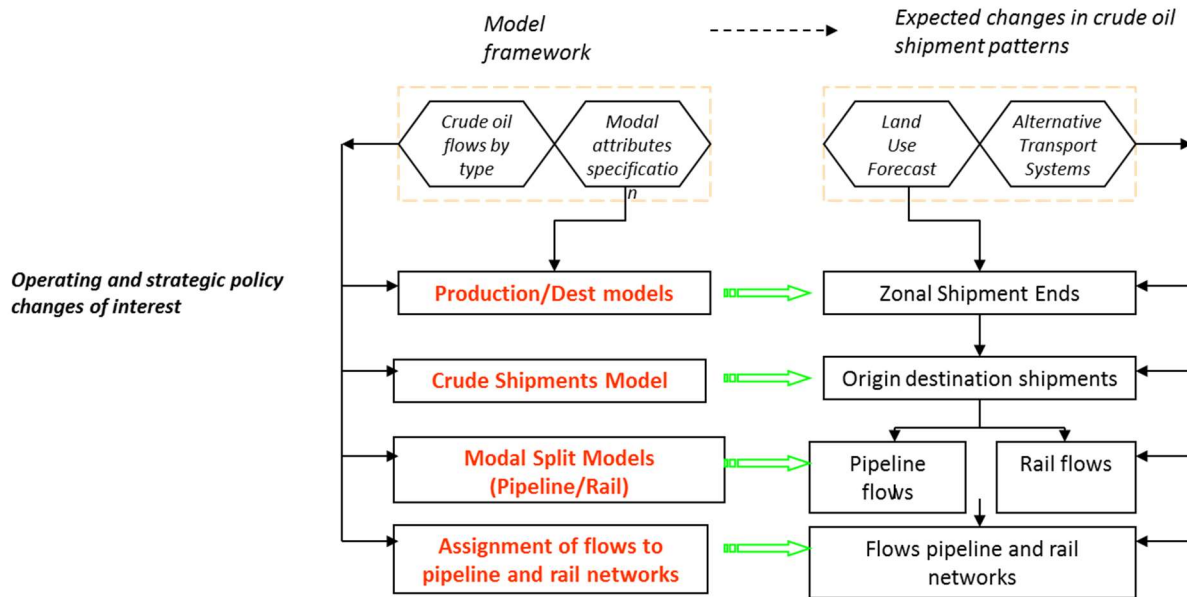 Model
framework
Expected changes in crude oil
shipment patterns
Crude oil
flows by
type
Modal
attributes
specificatio
n
Land
Use
Forecast
Alternative
Transport
Systems
Operating and strategic policy
changes of interest
Production/Dest models
Zonal Shipment Ends
Crude Shipments Model
Origin destination shipments
Modal Split Models
(Pipeline/Rail)
Pipeline
flows
Rail flows
Assignment of flows to
pipeline and rail networks
Flows pipeline and rail
networks